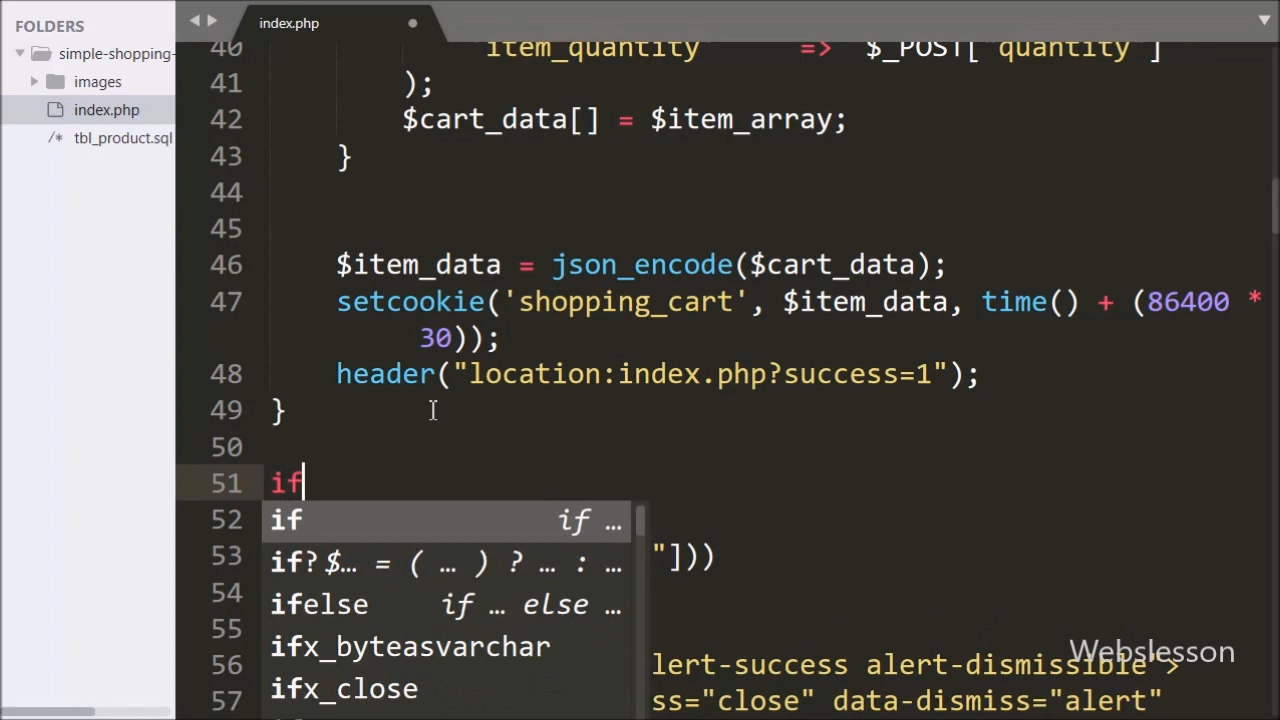 FOLDERS
simple-shopping-
images
index.php
/* tbl_product.sql
index.php
40 "item_quantity" => $_POST["quantity"]
41 );
42 $cart_data[] = $item_array;
43 }
44
45
46 $item_data = json_encode($cart_data);
47 setcookie('shopping_cart', $item_data, time() + (86400 *
30));
48 header("location:index.php?success=1");
49 }
50
51 if
52 if if …
if? $… = ( … ) ? … : …
53 "]))
54 ifelse if … else …
55 ifx_byteasvarchar
56 lert-success alert-dismissible">
57 ifx_close ss="close" data-dismiss="alert"
Webslesson